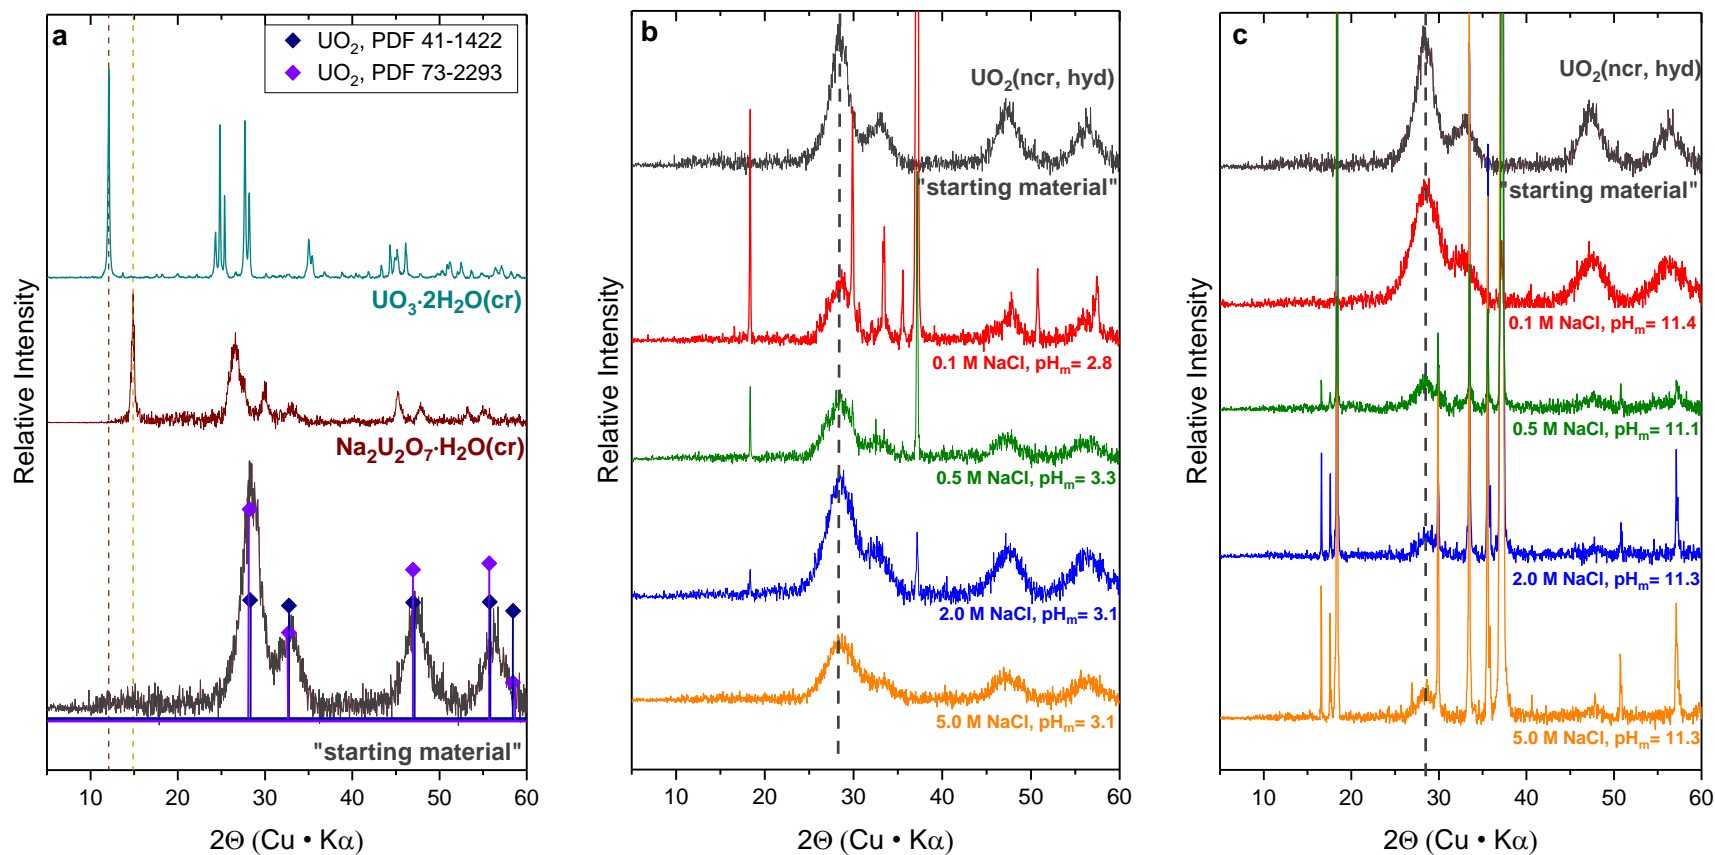 a
UO2, PDF 41-1422
UO2, PDF 73-2293
UO3·2H2O(cr)
Na2U2O7·H2O(cr)
"starting material"
Relative Intensity
10 20 30 40 50 60
2Θ (Cu • Kα)
b
UO2(ncr, hyd)
"starting material"
0.1 M NaCl, pHm= 2.8
0.5 M NaCl, pHm= 3.3
2.0 M NaCl, pHm= 3.1
5.0 M NaCl, pHm= 3.1
Relative Intensity
10 20 30 40 50 60
2Θ (Cu • Kα)
c
UO2(ncr, hyd)
"starting material"
0.1 M NaCl, pHm= 11.4
0.5 M NaCl, pHm= 11.1
2.0 M NaCl, pHm= 11.3
5.0 M NaCl, pHm= 11.3
Relative Intensity
10 20 30 40 50 60
2Θ (Cu • Kα)